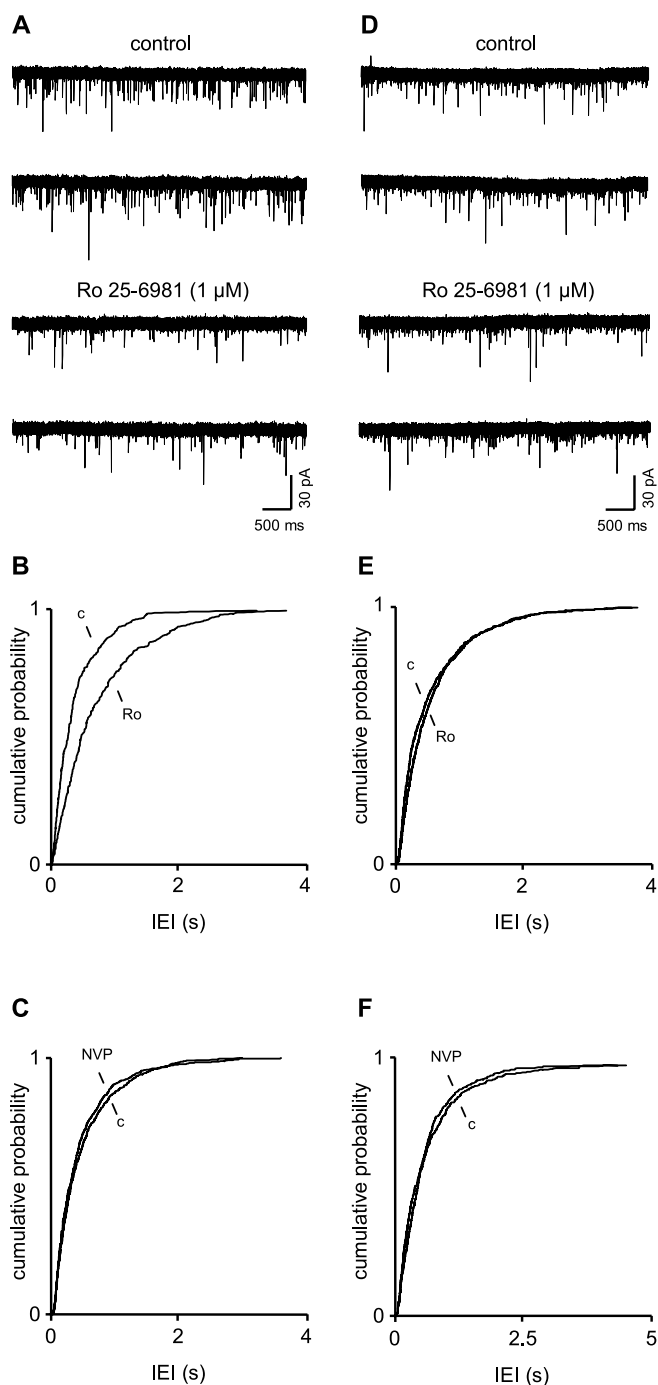 A
control
Ro 25-6981 (1 µM)
30 pA
500 ms
D
control
Ro 25-6981 (1 µM)
30 pA
500 ms
B
cumulative probability
1
0
c
Ro
0
2
4
IEI (s)
E
cumulative probability
1
0
c
Ro
0
2
4
IEI (s)
C
cumulative probability
1
0
NVP
c
0
2
4
IEI (s)
F
cumulative probability
1
0
NVP
c
0
2.5
5
IEI (s)